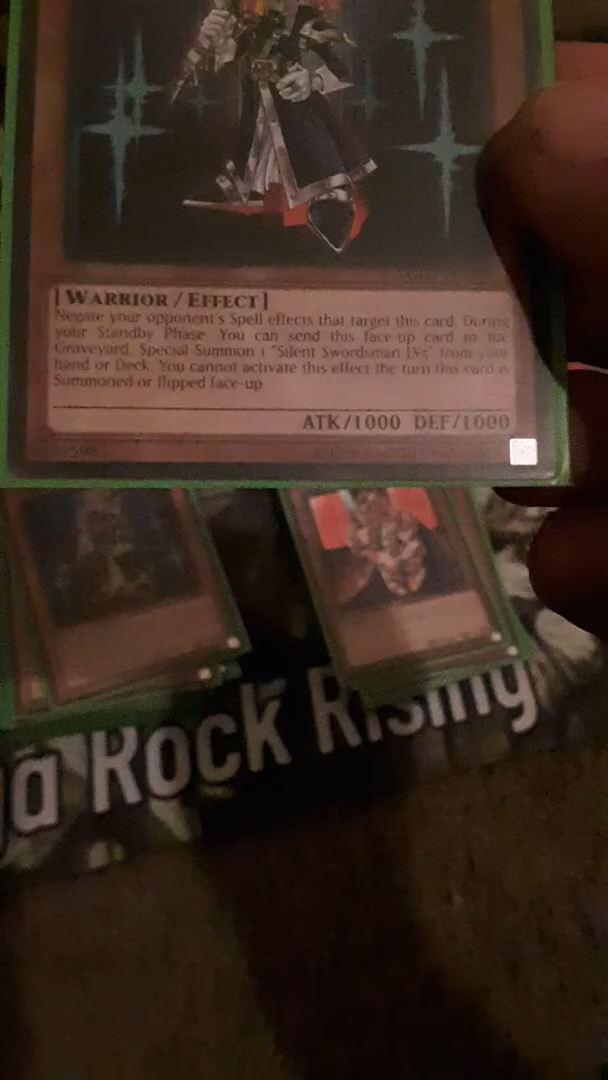 [WARRIOR / EFFECT]
Negate your opponent's Spell effects that target this card. During
your Standby Phase: You can send this face-up card to the
Graveyard; Special Summon 1 "Silent Swordsman LV5" from your
hand or Deck. You cannot activate this effect the turn this card is
Summoned or flipped face-up.
ATK/1000 DEF/1000
Rock Rising